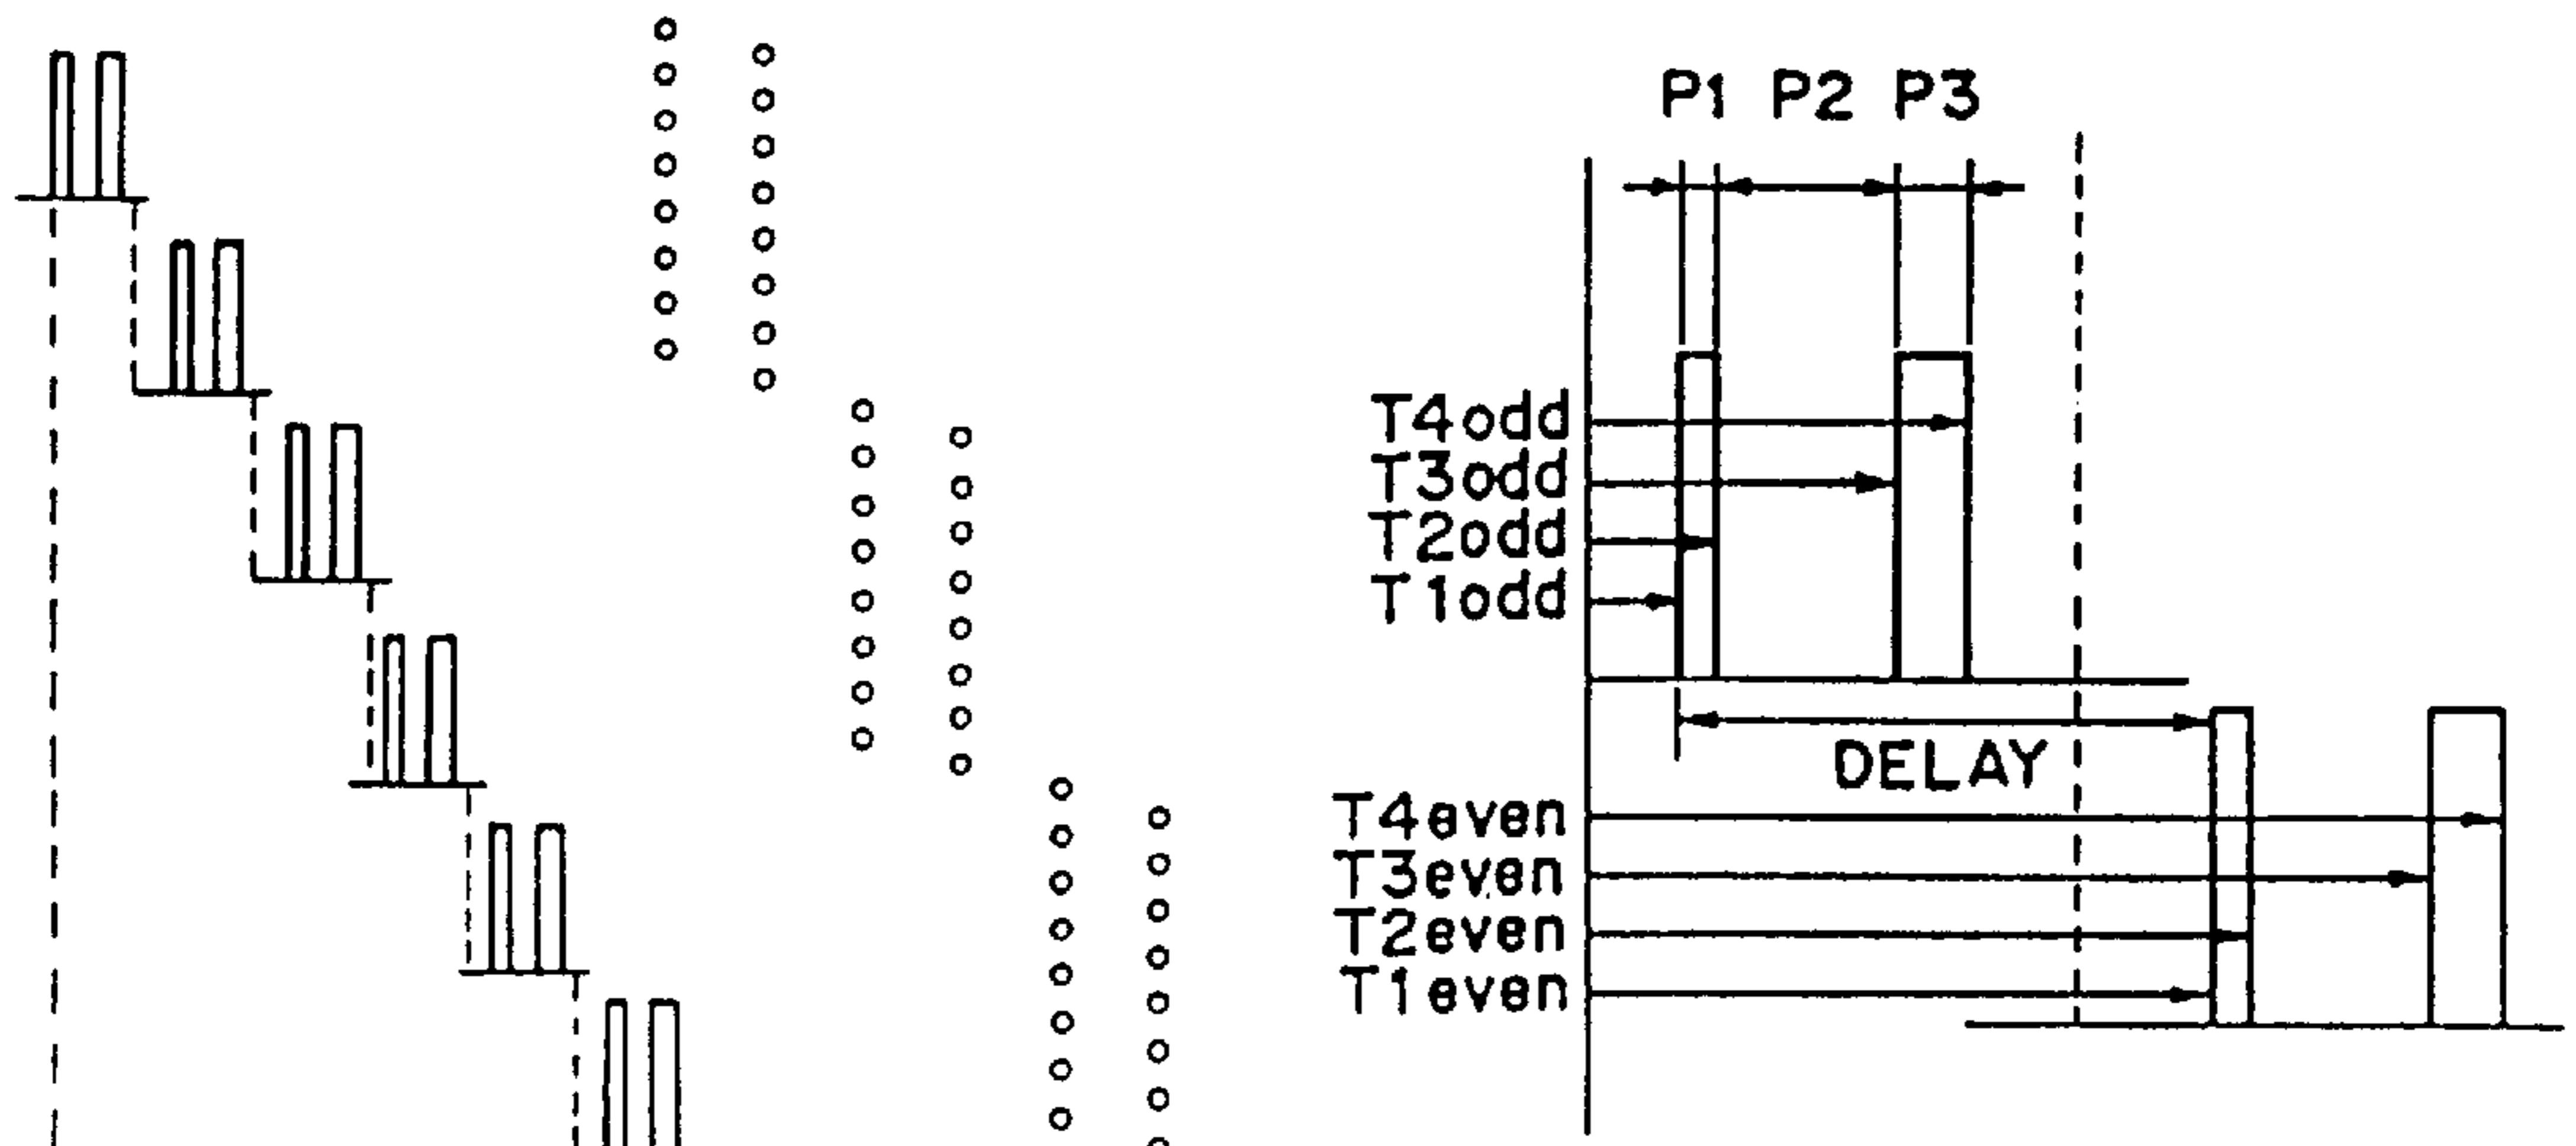 P1 P2 P3
T4odd
T3odd
T2odd
T1odd
DELAY
T4even
T3even
T2even
T1even